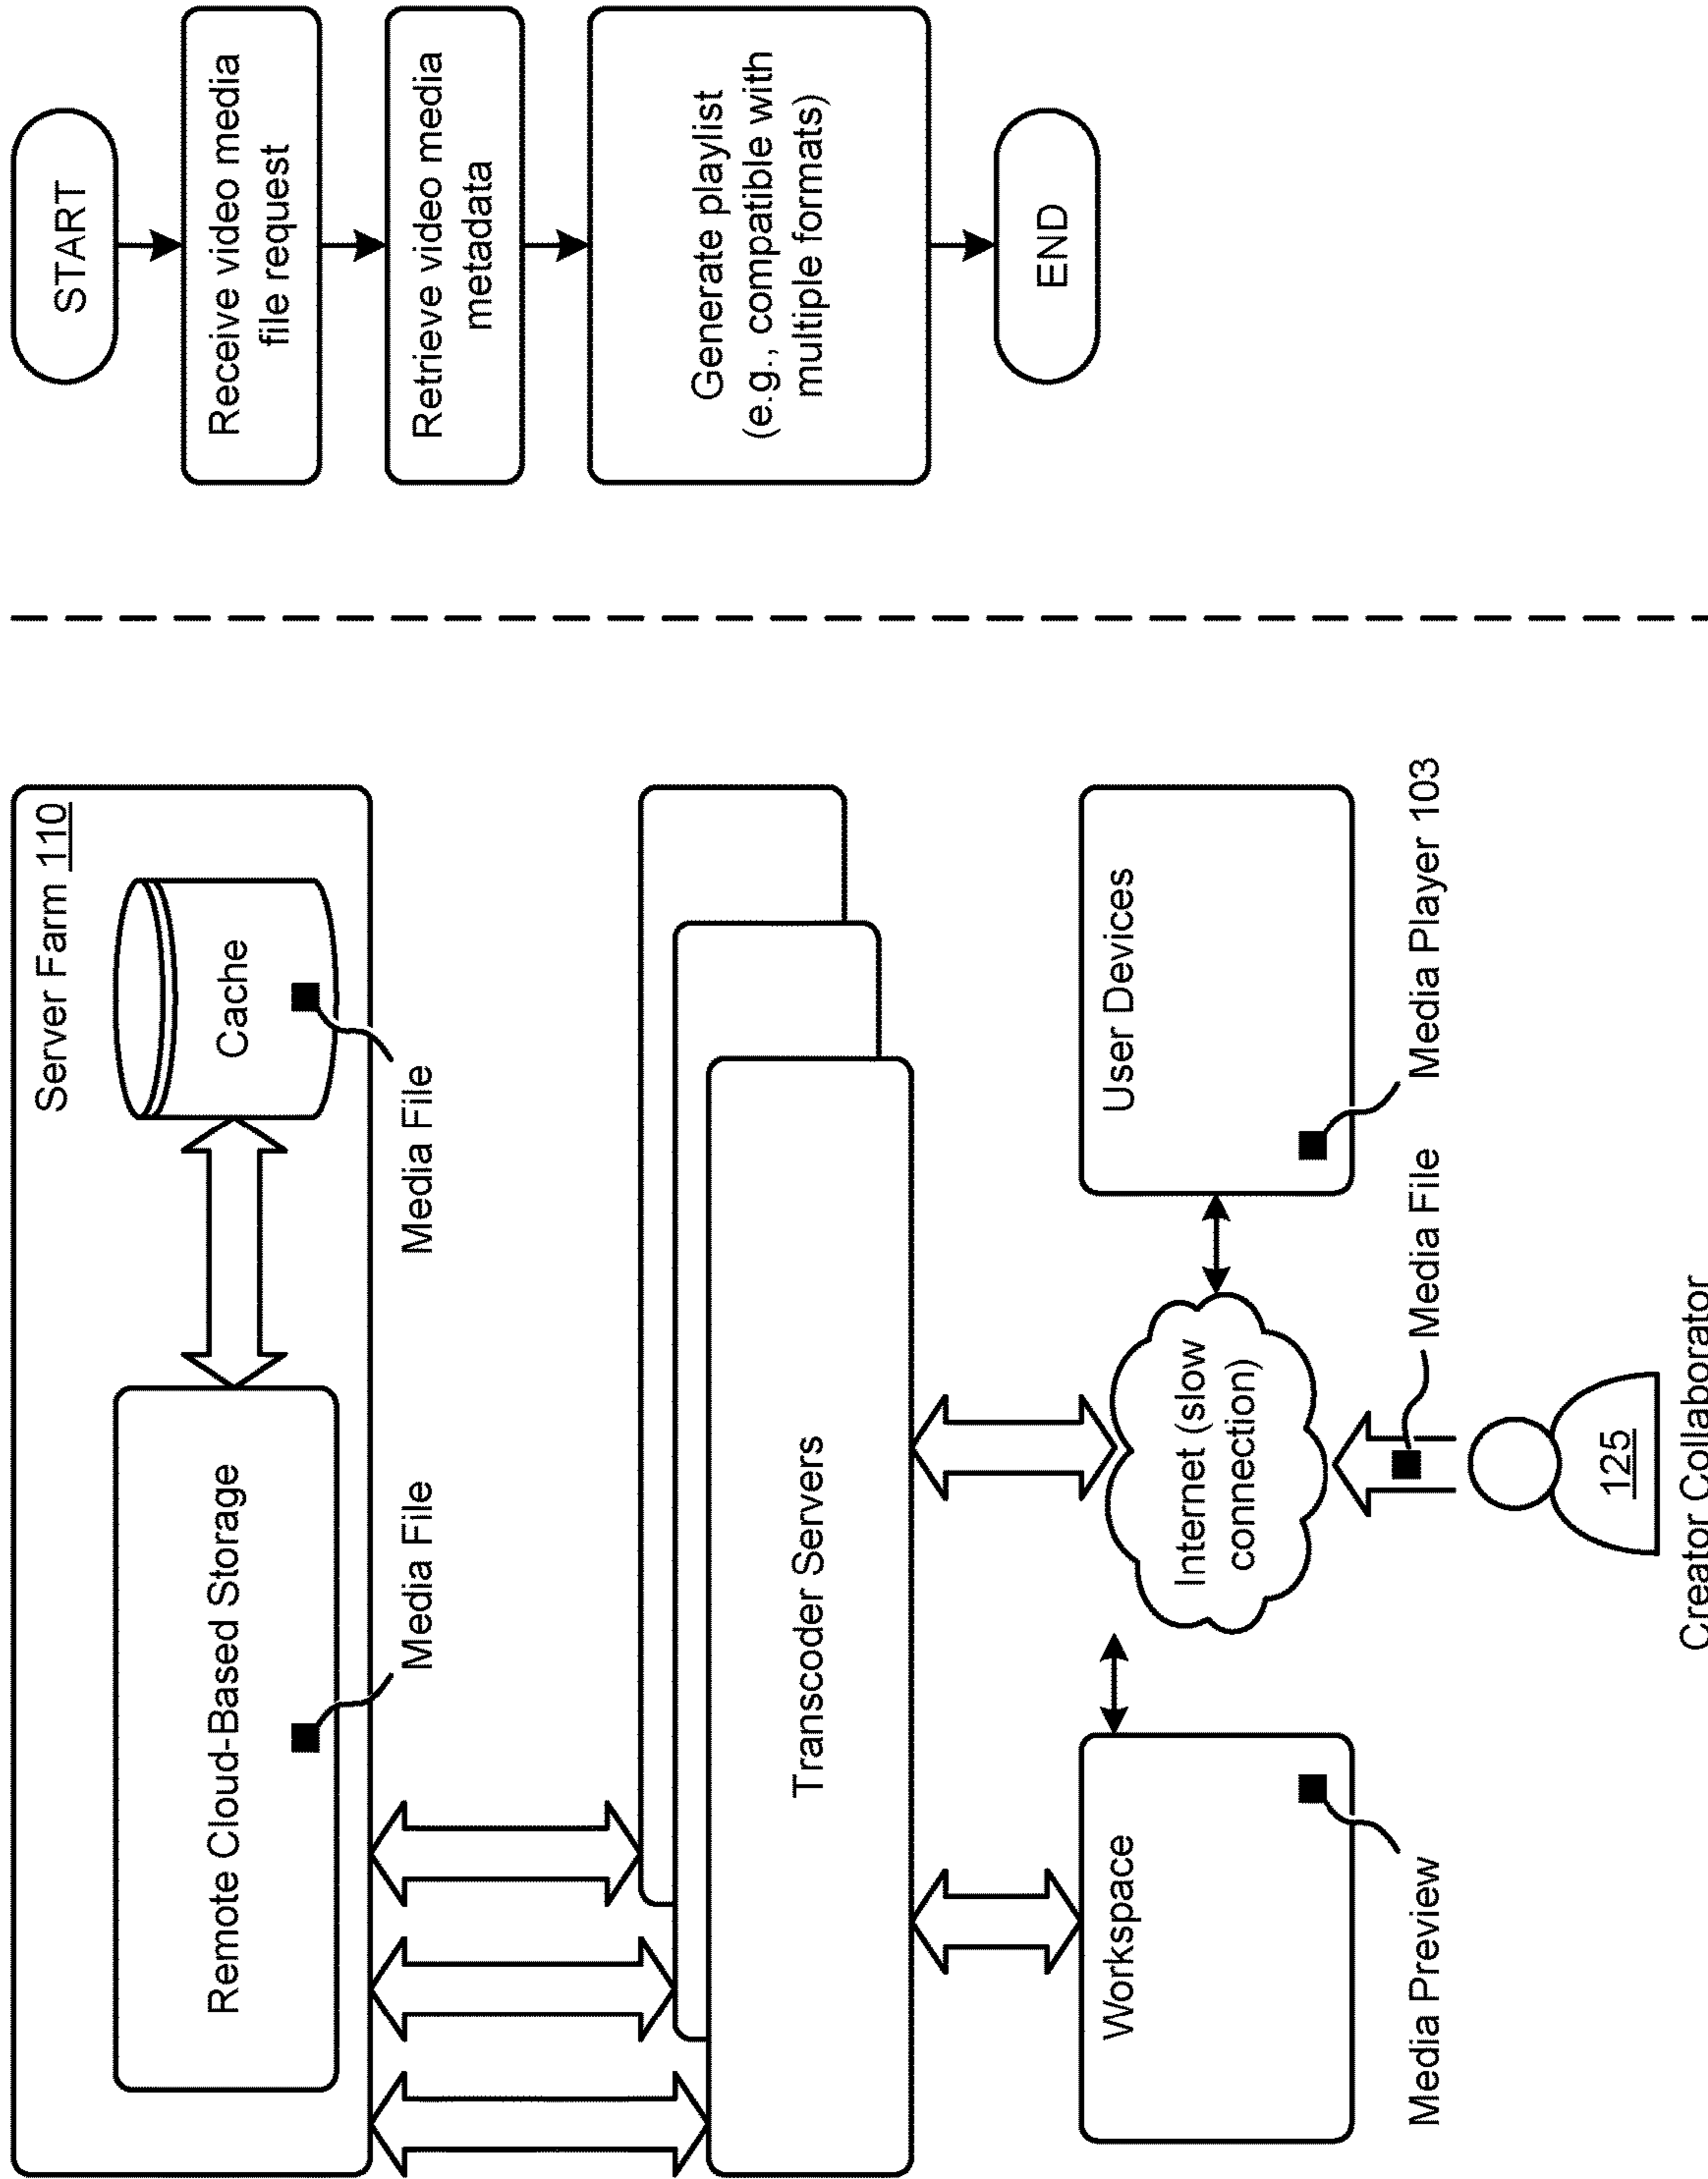 Server Farm 110
Remote Cloud-Based Storage
Cache
Media File
Media File
Transcoder Servers
Workspace
Internet (slow
connection)
User Devices
Media Preview
Media File
Media Player 103
125
Creator Collaborator
START
Receive video media
file request
Retrieve video media
metadata
Generate playlist
(e.g., compatible with
multiple formats)
END